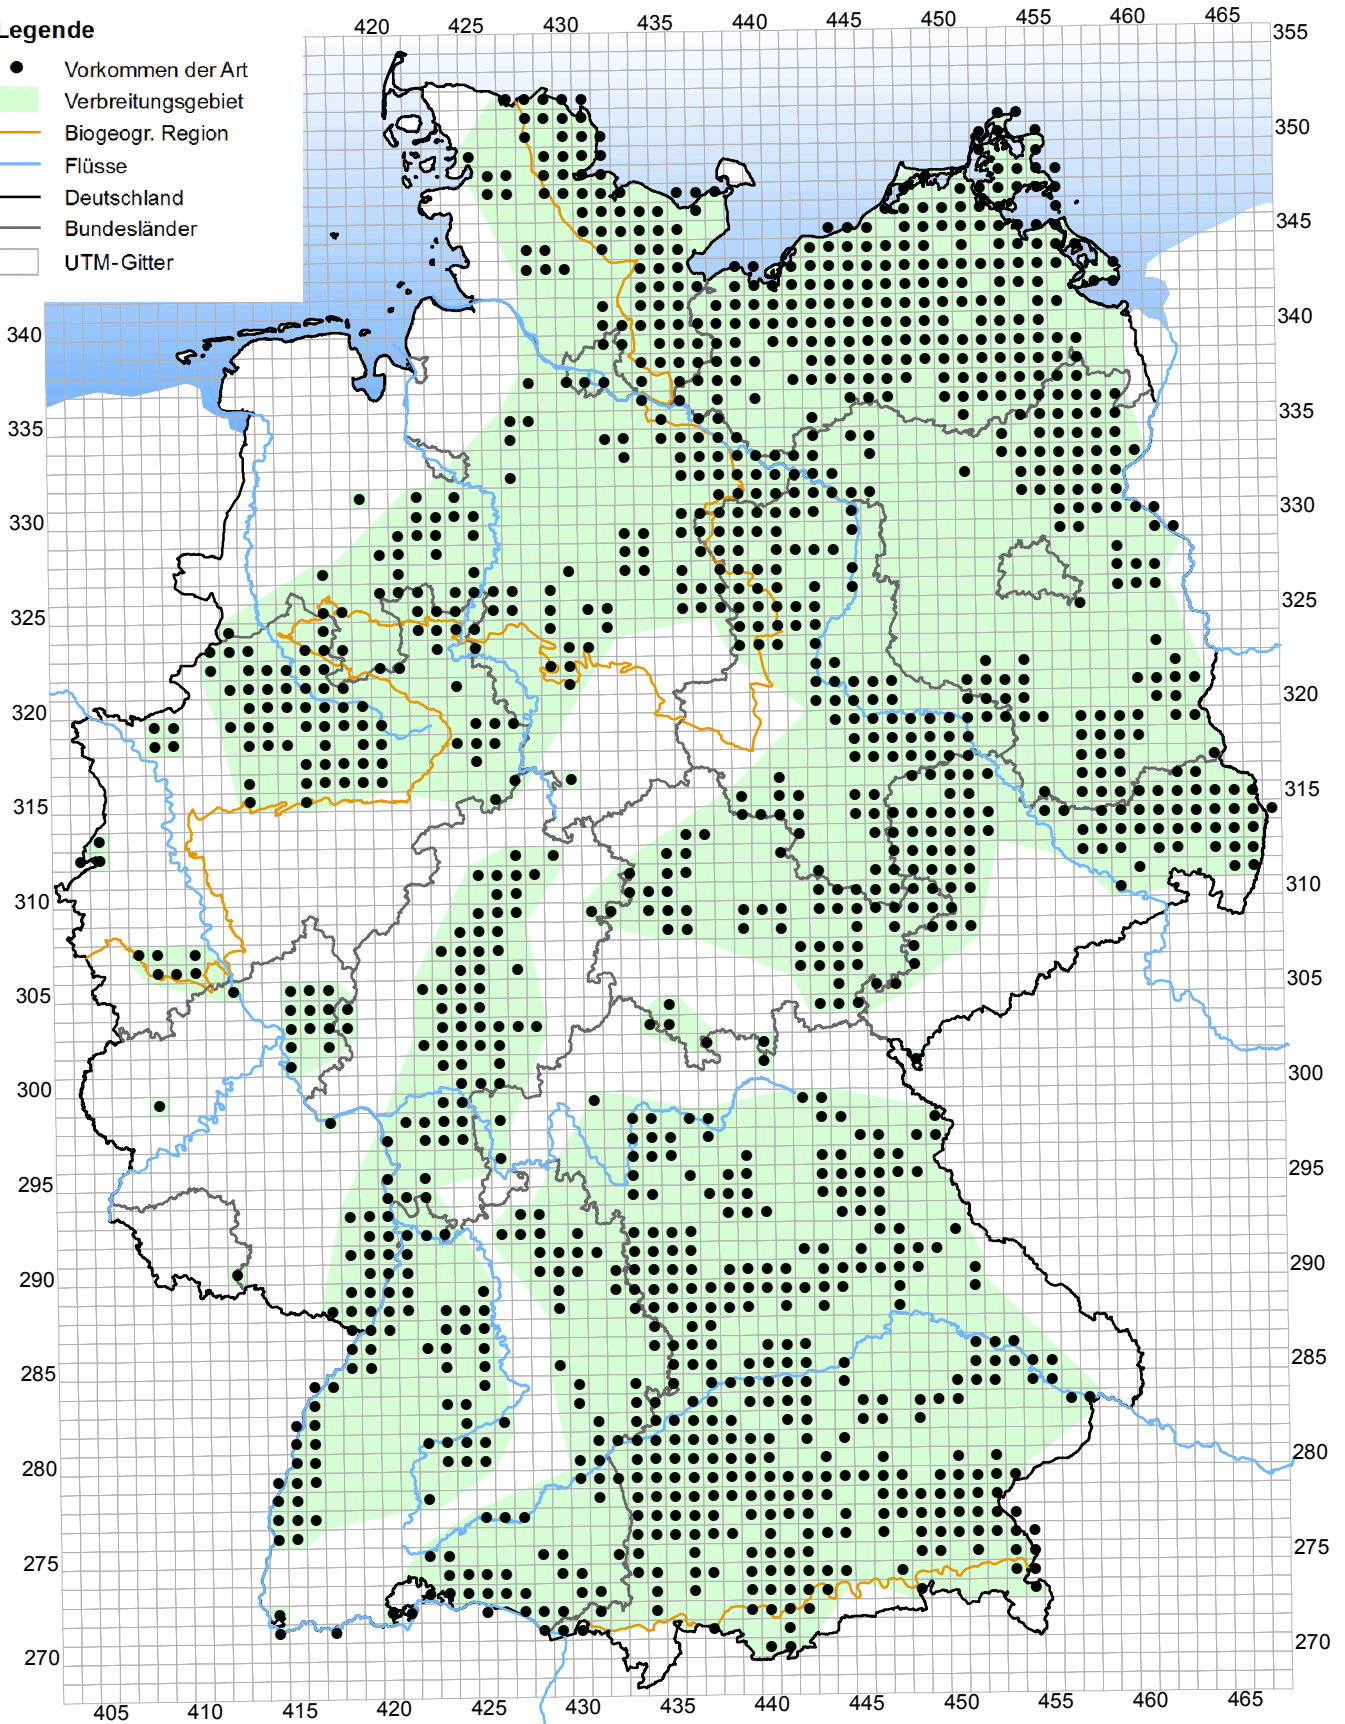 420 425 430 435 440 445 450 455 460 465
Legende
Vorkommen der Art
Verbreitungsgebiet
Biogeogr. Region
Flüsse
Deutschland
Bundesländer
UTM-Gitter
355
350
345
340 340
335 335
330 330
325 325
320 320
315 315
310 310
305 305
300 300
295 295
290 290
285 285
280 280
275 275
270 270
405 410 415 420 425 430 435 440 445 450 455 460 465